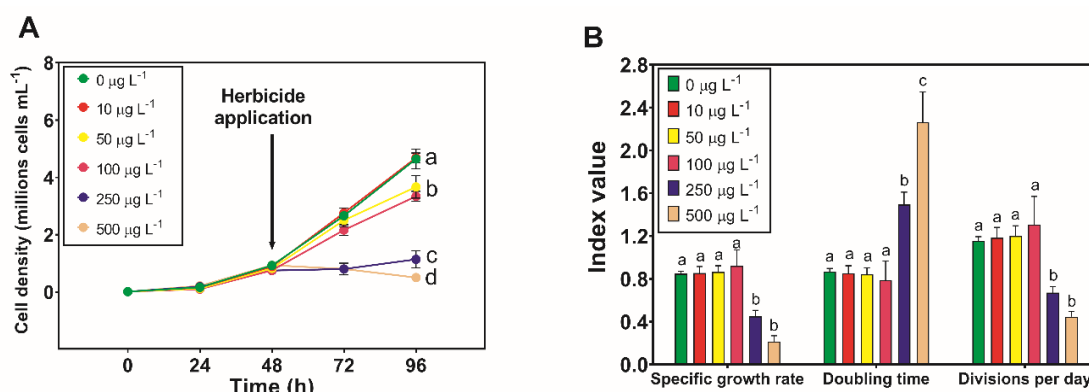 A
Cell density (millions cells mL⁻¹)
8
6
4
2
0
0 µg L⁻¹
10 µg L⁻¹
50 µg L⁻¹
100 µg L⁻¹
250 µg L⁻¹
500 µg L⁻¹
Herbicide
application
a
b
c
d
0 24 48 72 96
Time (h)
B
Index value
2.8
2.4
2.0
1.6
1.2
0.8
0.4
0.0
0 µg L⁻¹
10 µg L⁻¹
50 µg L⁻¹
100 µg L⁻¹
250 µg L⁻¹
500 µg L⁻¹
a a a a b b
a a a a b c
a a a a b b
Specific growth rate Doubling time Divisions per day